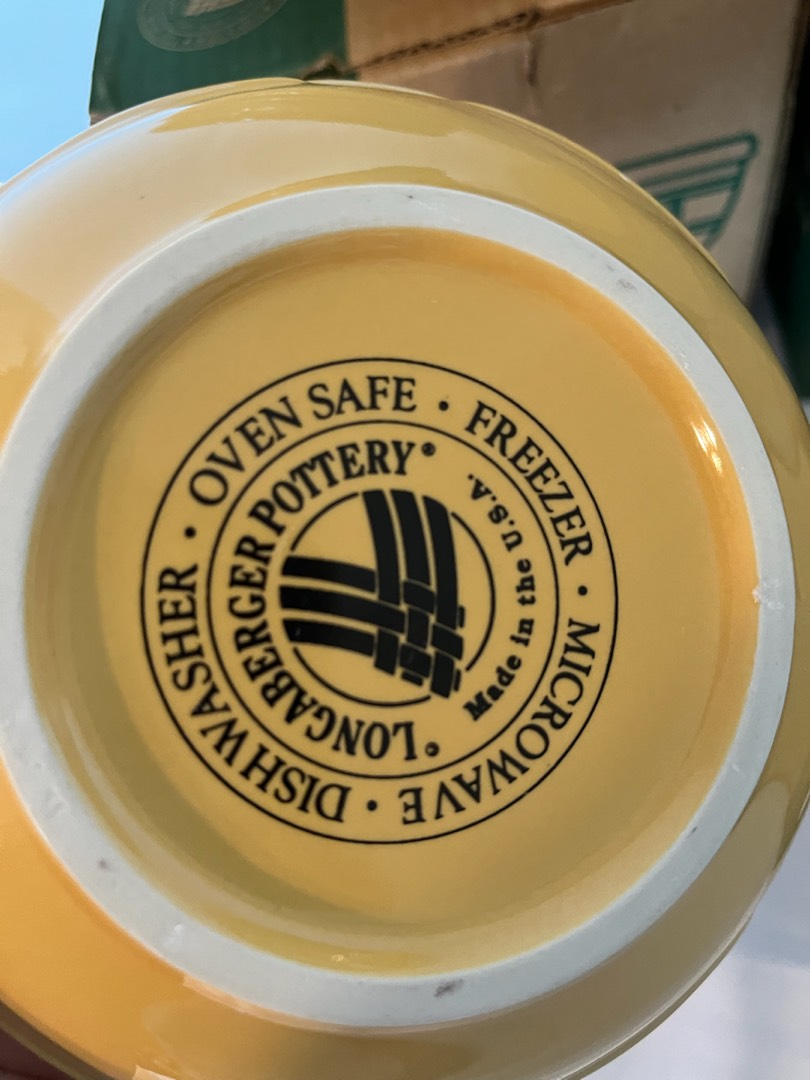 OVEN SAFE • FREEZER • MICROWAVE • DISHWASHER •
©LONGABERGER POTTERY®
Made in the U.S.A.